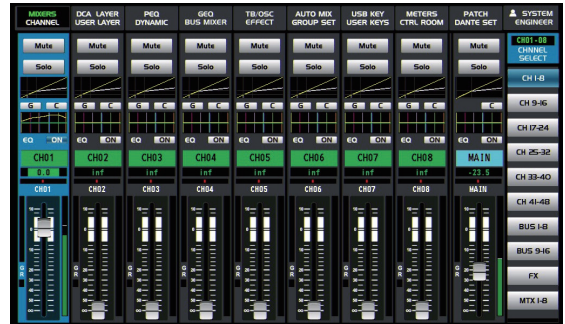 MIXERS DCA LAYER PEQ GEQ TB/OSC AUTO MIX USB KEY METERS PATCH SYSTEM
CHANNEL USER LAYER DYNAMIC BUS MIXER EFFECT GROUP SET USER KEYS CTRL ROOM DANTE SET ENGINEER
Mute Mute Mute Mute Mute Mute Mute Mute Mute
CH01-08
CHNNEL
SELECT
Solo Solo Solo Solo Solo Solo Solo Solo Solo
CH 1-8
G C G C G C G C G C G C G C G C C
CH 9-16
CH 17-24
EQ ON EQ ON EQ ON EQ ON EQ ON EQ ON EQ ON EQ ON EQ ON
CH01 CH02 CH03 CH04 CH05 CH06 CH07 CH08 MAIN
CH 25-32
0.0 inf inf inf inf inf inf inf -23.5
CH 33-40
CH01 CH02 CH03 CH04 CH05 CH06 CH07 CH08 MAIN
CH 41-48
BUS 1-8
BUS 9-16
FX
MTX 1-8